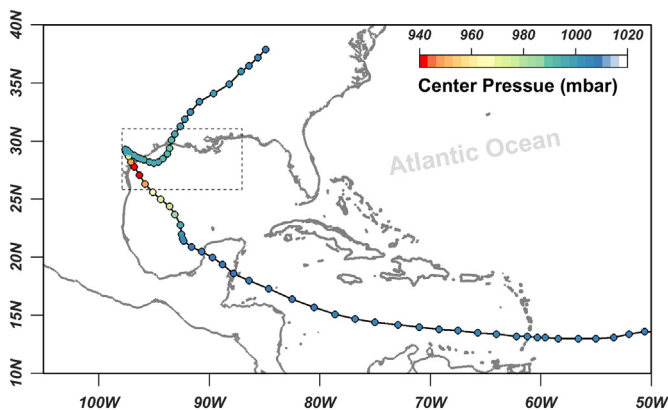 40N
940 960 980 1000 1020
Center Pressue (mbar)
35N
30N
Atlantic Ocean
25N
20N
15N
10N
100W 90W 80W 70W 60W 50W